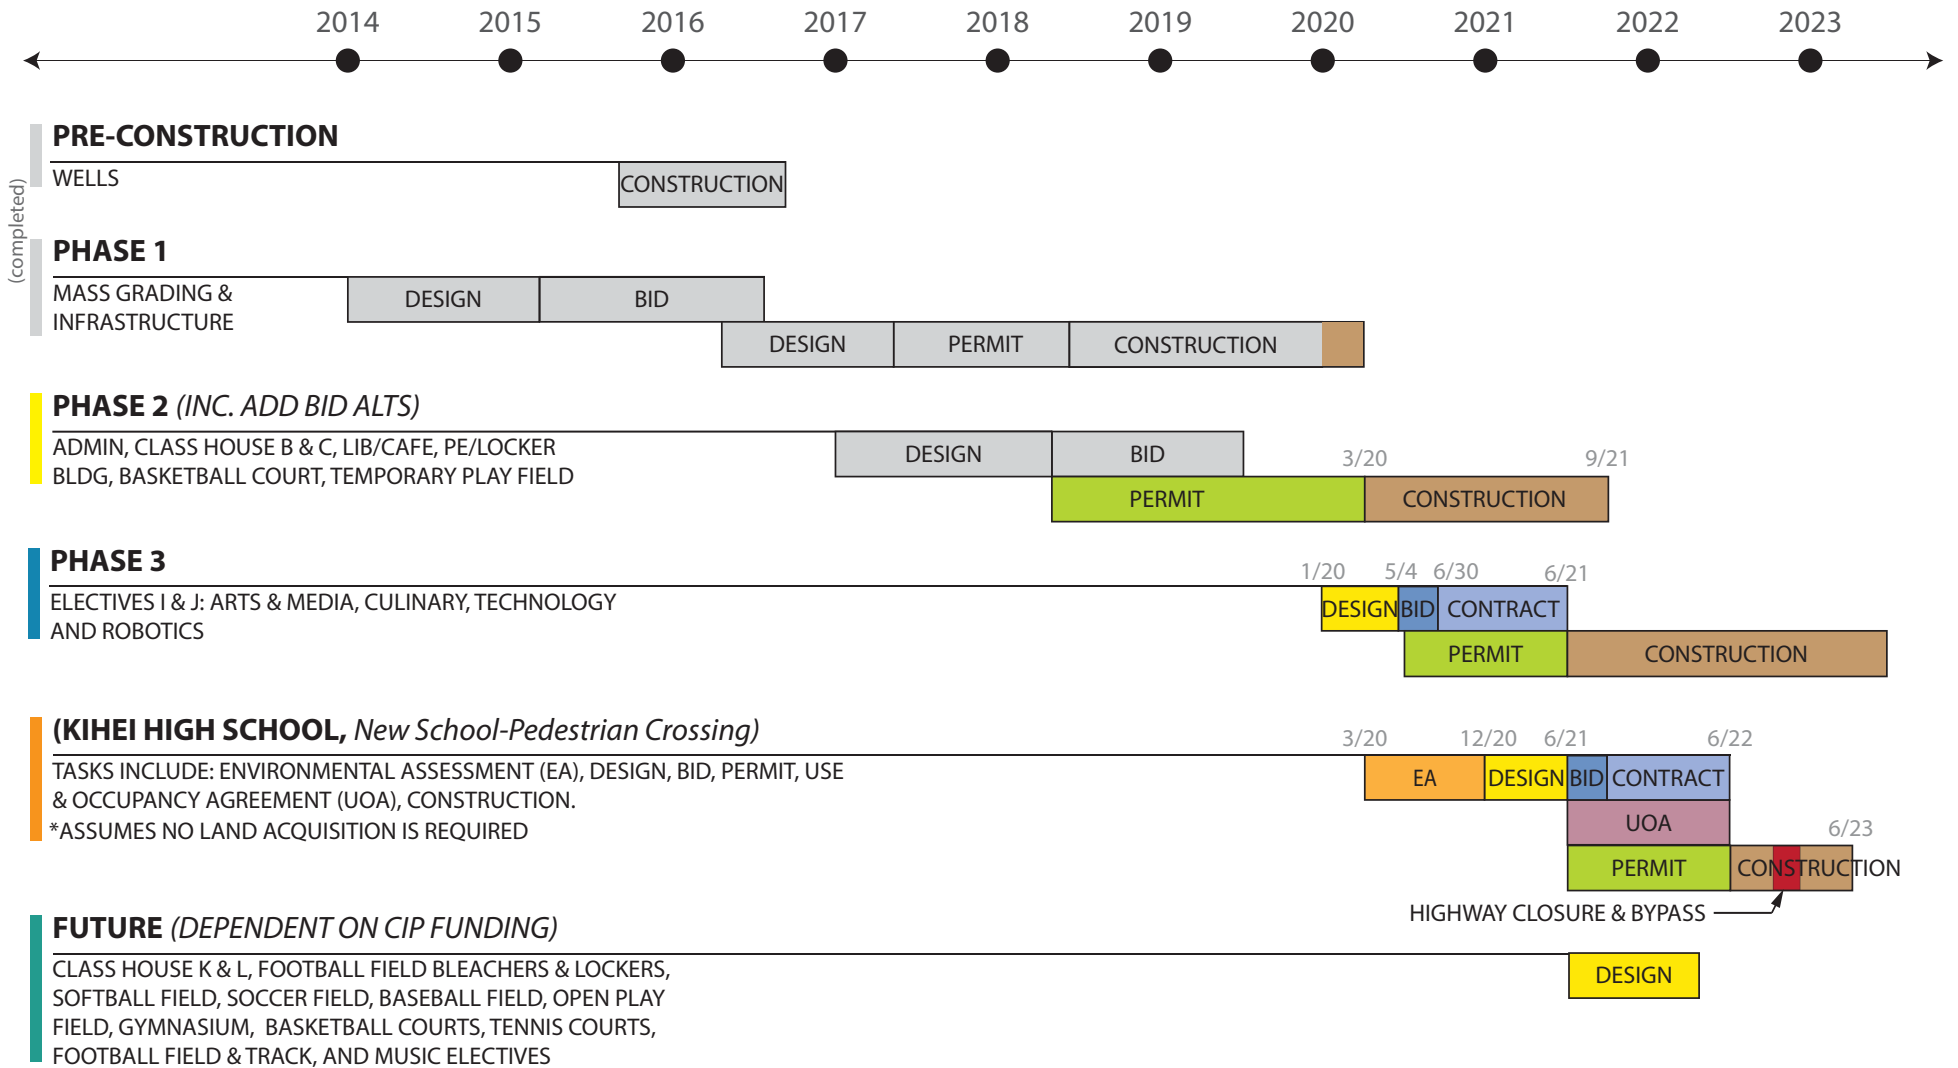 2014 2015 2016 2017 2018 2019 2020 2021 2022 2023
(completed)
PRE-CONSTRUCTION
WELLS
CONSTRUCTION
PHASE 1
MASS GRADING &
INFRASTRUCTURE
DESIGN BID
DESIGN PERMIT CONSTRUCTION
PHASE 2 (INC. ADD BID ALTS)
ADMIN, CLASS HOUSE B & C, LIB/CAFE, PE/LOCKER
BLDG, BASKETBALL COURT, TEMPORARY PLAY FIELD
DESIGN BID
3/20 9/21
PERMIT CONSTRUCTION
PHASE 3
ELECTIVES I & J: ARTS & MEDIA, CULINARY, TECHNOLOGY
AND ROBOTICS
1/20 5/4 6/30 6/21
DESIGN BID CONTRACT
PERMIT CONSTRUCTION
(KIHEI HIGH SCHOOL, New School-Pedestrian Crossing)
TASKS INCLUDE: ENVIRONMENTAL ASSESSMENT (EA), DESIGN, BID, PERMIT, USE
& OCCUPANCY AGREEMENT (UOA), CONSTRUCTION.
*ASSUMES NO LAND ACQUISITION IS REQUIRED
3/20 12/20 6/21 6/22
EA DESIGN BID CONTRACT
UOA
6/23
PERMIT CONSTRUCTION
HIGHWAY CLOSURE & BYPASS
FUTURE (DEPENDENT ON CIP FUNDING)
CLASS HOUSE K & L, FOOTBALL FIELD BLEACHERS & LOCKERS,
SOFTBALL FIELD, SOCCER FIELD, BASEBALL FIELD, OPEN PLAY
FIELD, GYMNASIUM, BASKETBALL COURTS, TENNIS COURTS,
FOOTBALL FIELD & TRACK, AND MUSIC ELECTIVES
DESIGN